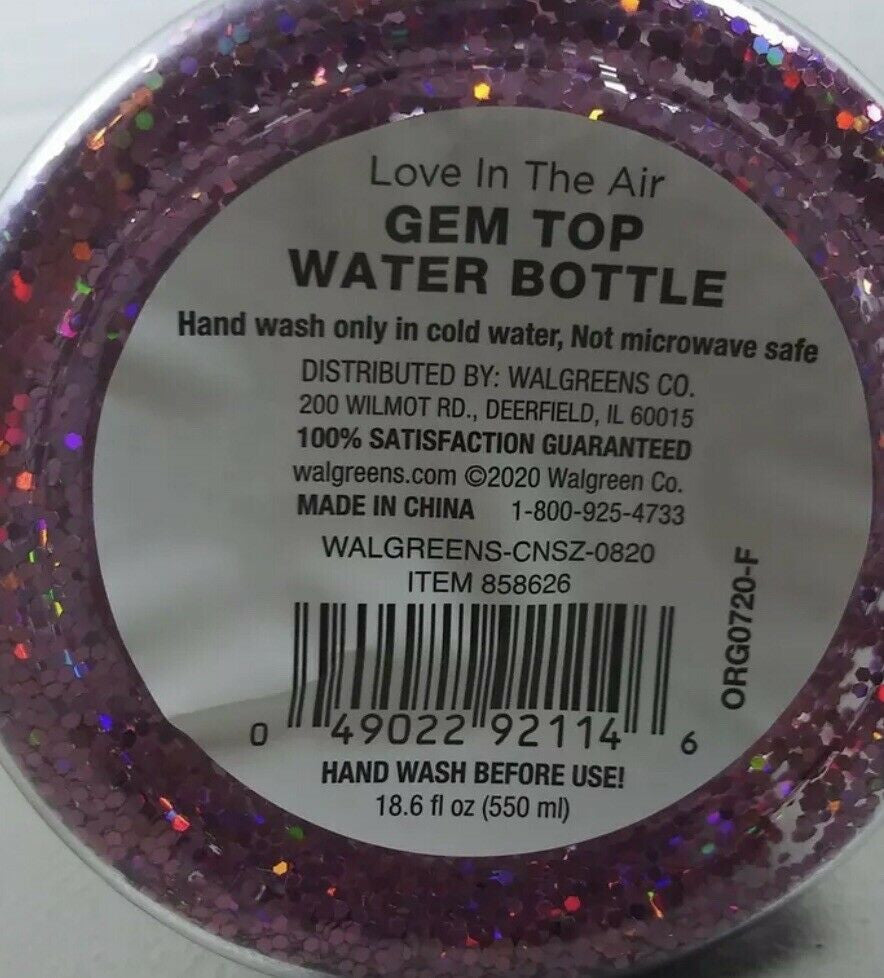 Love In The Air
GEM TOP
WATER BOTTLE
Hand wash only in cold water, Not microwave safe
DISTRIBUTED BY: WALGREENS CO.
200 WILMOT RD., DEERFIELD, IL 60015
100% SATISFACTION GUARANTEED
walgreens.com ©2020 Walgreen Co.
MADE IN CHINA 1-800-925-4733
WALGREENS-CNSZ-0820
ITEM 858626
ORG0720-F
0 49022 92114 6
HAND WASH BEFORE USE!
18.6 fl oz (550 ml)